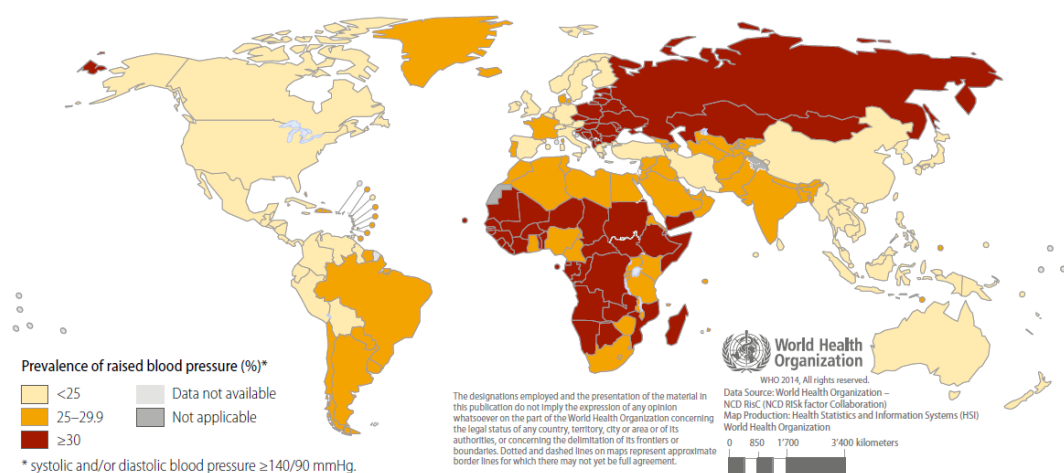 Prevalence of raised blood pressure (%)*
<25
25–29.9
≥30
Data not available
Not applicable
* systolic and/or diastolic blood pressure ≥140/90 mmHg.
The designations employed and the presentation of the material in
this publication do not imply the expression of any opinion
whatsoever on the part of the World Health Organization concerning
the legal status of any country, territory, city or area or of its
authorities, or concerning the delimitation of its frontiers or
boundaries. Dotted and dashed lines on maps represent approximate
border lines for which there may not yet be full agreement.
World Health
Organization
WHO 2014, All rights reserved.
Data Source: World Health Organization –
NCD RisC (NCD RISk factor Collaboration)
Map Production: Health Statistics and Information Systems (HSI)
World Health Organization
0 850 1'700 3'400 kilometers